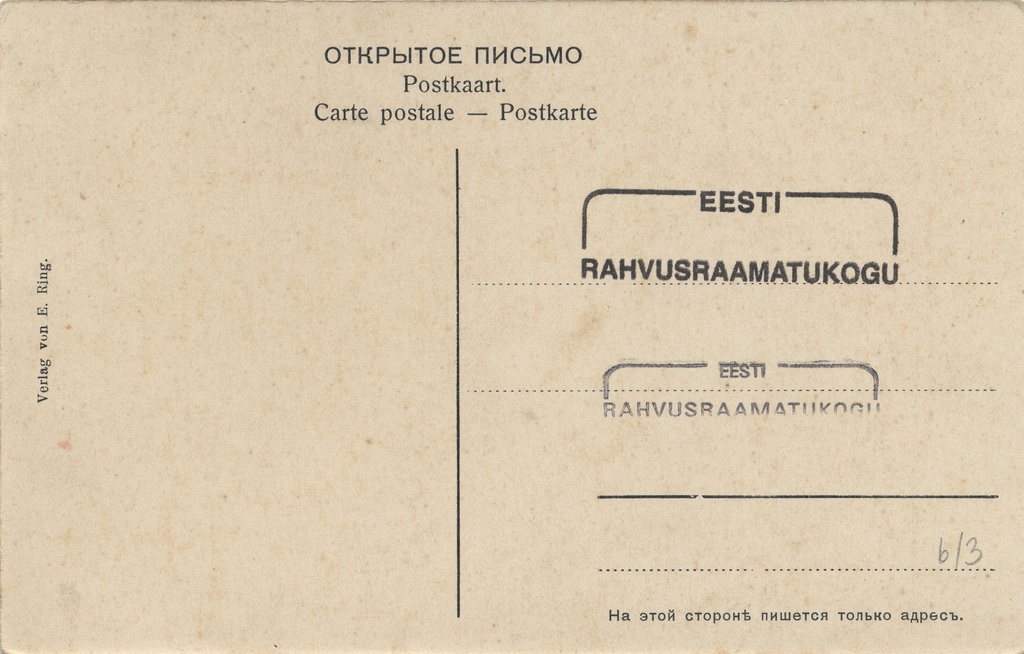 ОТКРЫТОЕ ПИСЬМО
Postkaart.
Carte postale — Postkarte
Verlag von E. Ring.
EESTI
RAHVUSRAAMATUKOGU
EESTI
RAHVUSRAAMATUKOGU
6/3
На этой сторонѣ пишется только адресъ.